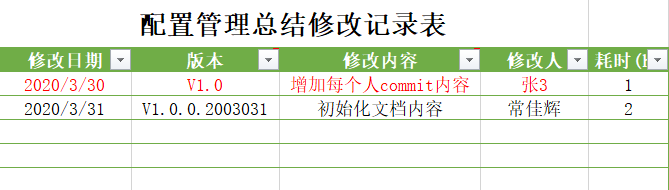 配置管理总结修改记录表
修改日期 版本 修改内容 修改人 耗时(
2020/3/30 V1.0 增加每个人commit内容 张3 1
2020/3/31 V1.0.0.2003031 初始化文档内容 常佳辉 2